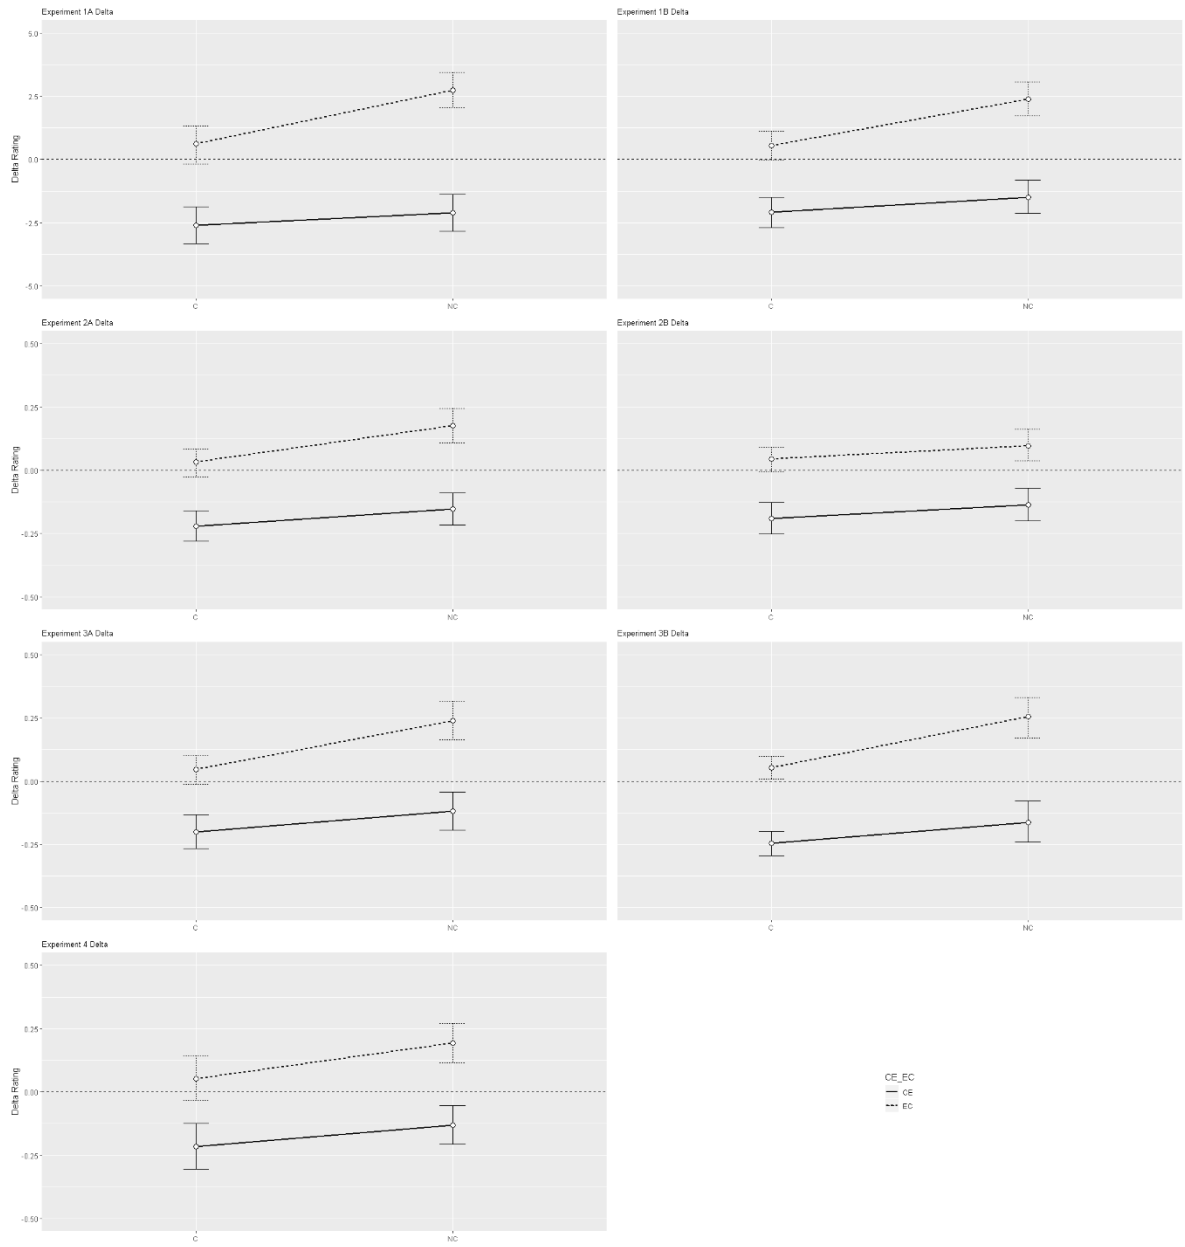 Experiment 1A Delta
Experiment 1B Delta
5.0
2.5
0.0
-2.5
-5.0
Delta Rating
C
NC
C
NC
Experiment 2A Delta
Experiment 2B Delta
0.50
0.25
0.00
-0.25
-0.50
Delta Rating
C
NC
C
NC
Experiment 3A Delta
Experiment 3B Delta
0.50
0.25
0.00
-0.25
-0.50
Delta Rating
C
NC
C
NC
Experiment 4 Delta
0.50
0.25
0.00
-0.25
-0.50
Delta Rating
C
NC
CE_EC
CE
EC